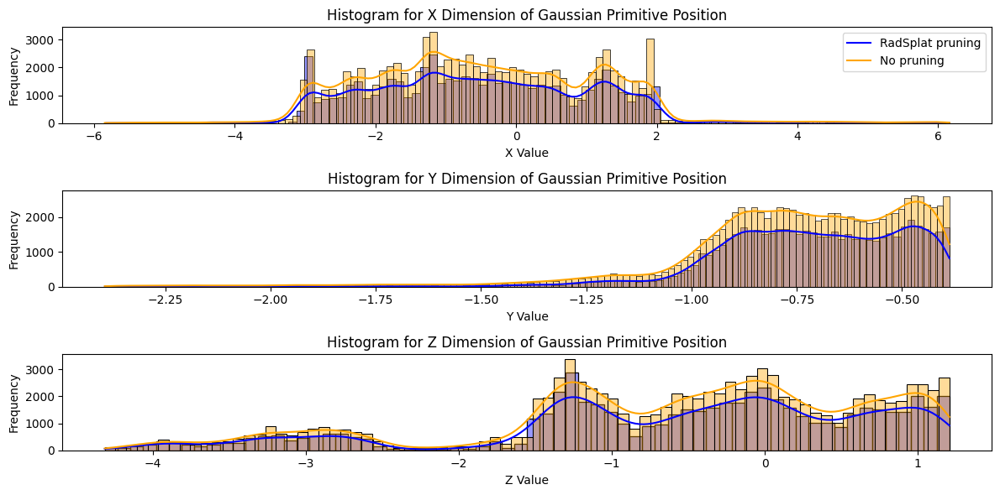 Histogram for X Dimension of Gaussian Primitive Position
Frequency
3000
2000
1000
0
RadSplat pruning
No pruning
−6 −4 −2 0 2 4 6
X Value
Histogram for Y Dimension of Gaussian Primitive Position
Frequency
2000
1000
0
−2.25 −2.00 −1.75 −1.50 −1.25 −1.00 −0.75 −0.50
Y Value
Histogram for Z Dimension of Gaussian Primitive Position
Frequency
3000
2000
1000
0
−4 −3 −2 −1 0 1
Z Value